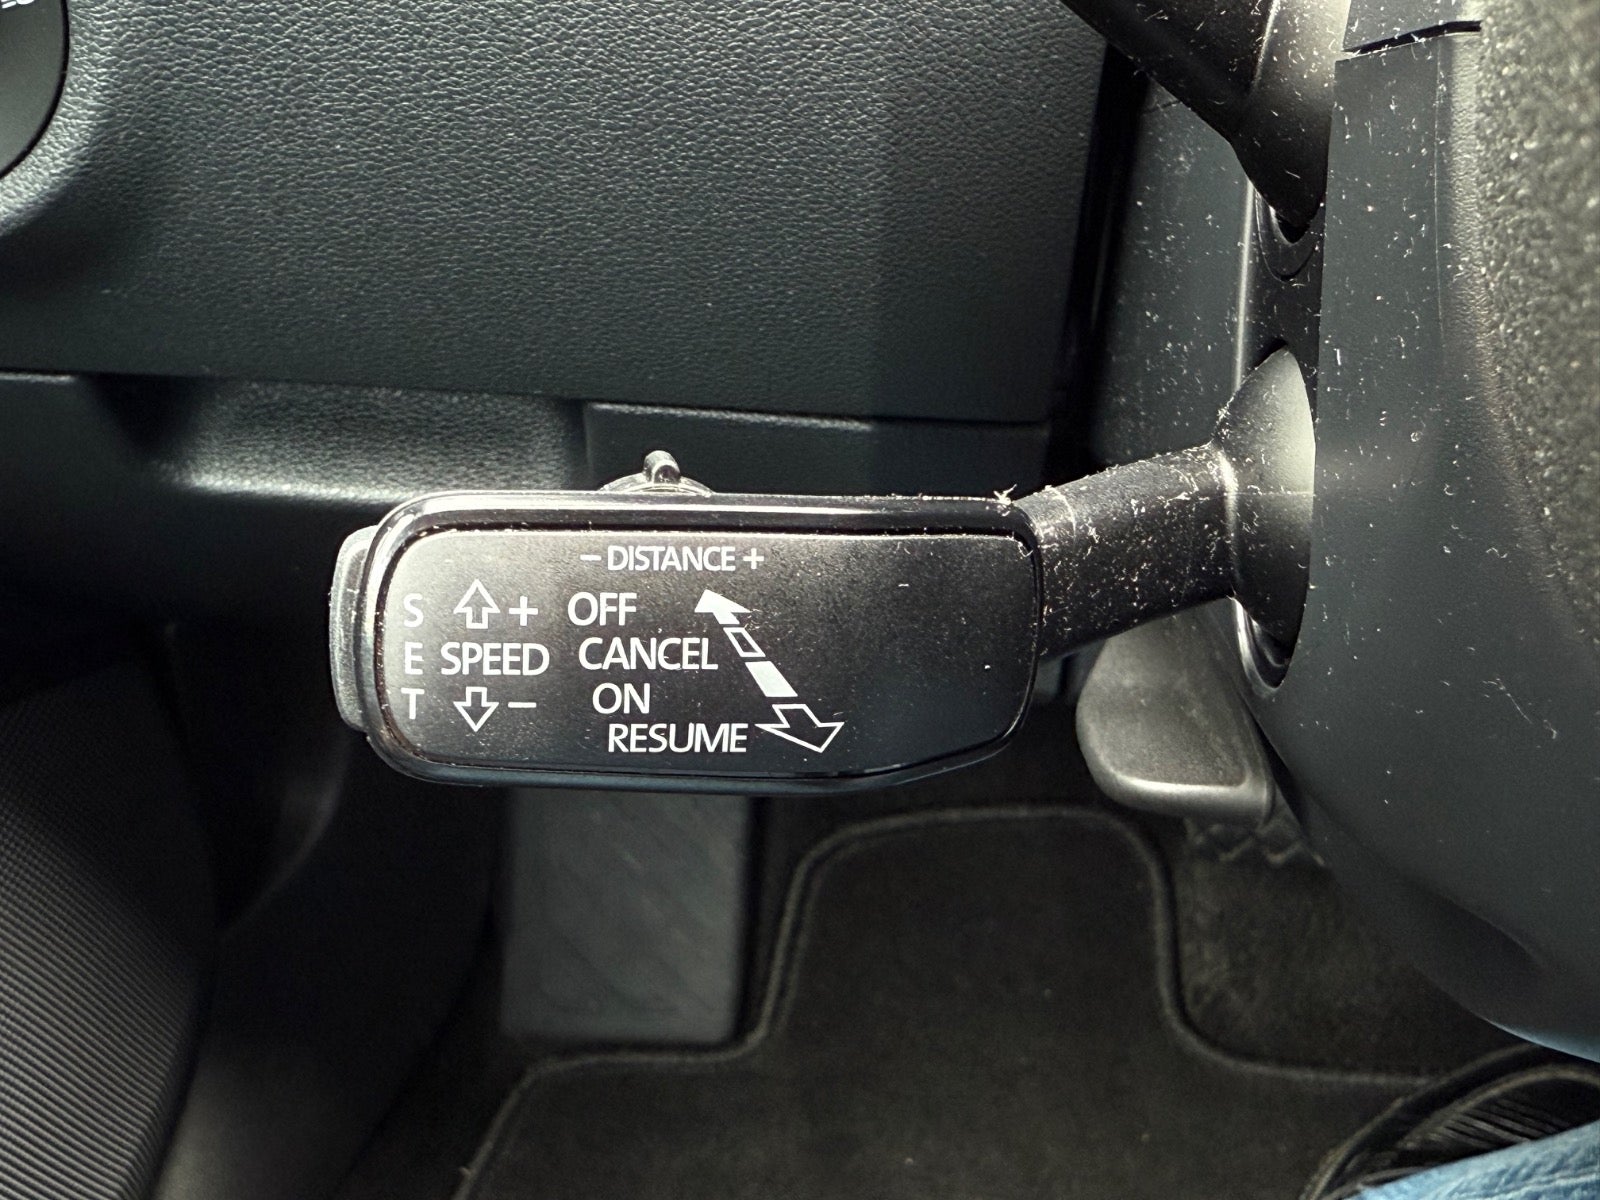 - DISTANCE +
S + OFF
E SPEED CANCEL
T - ON
RESUME